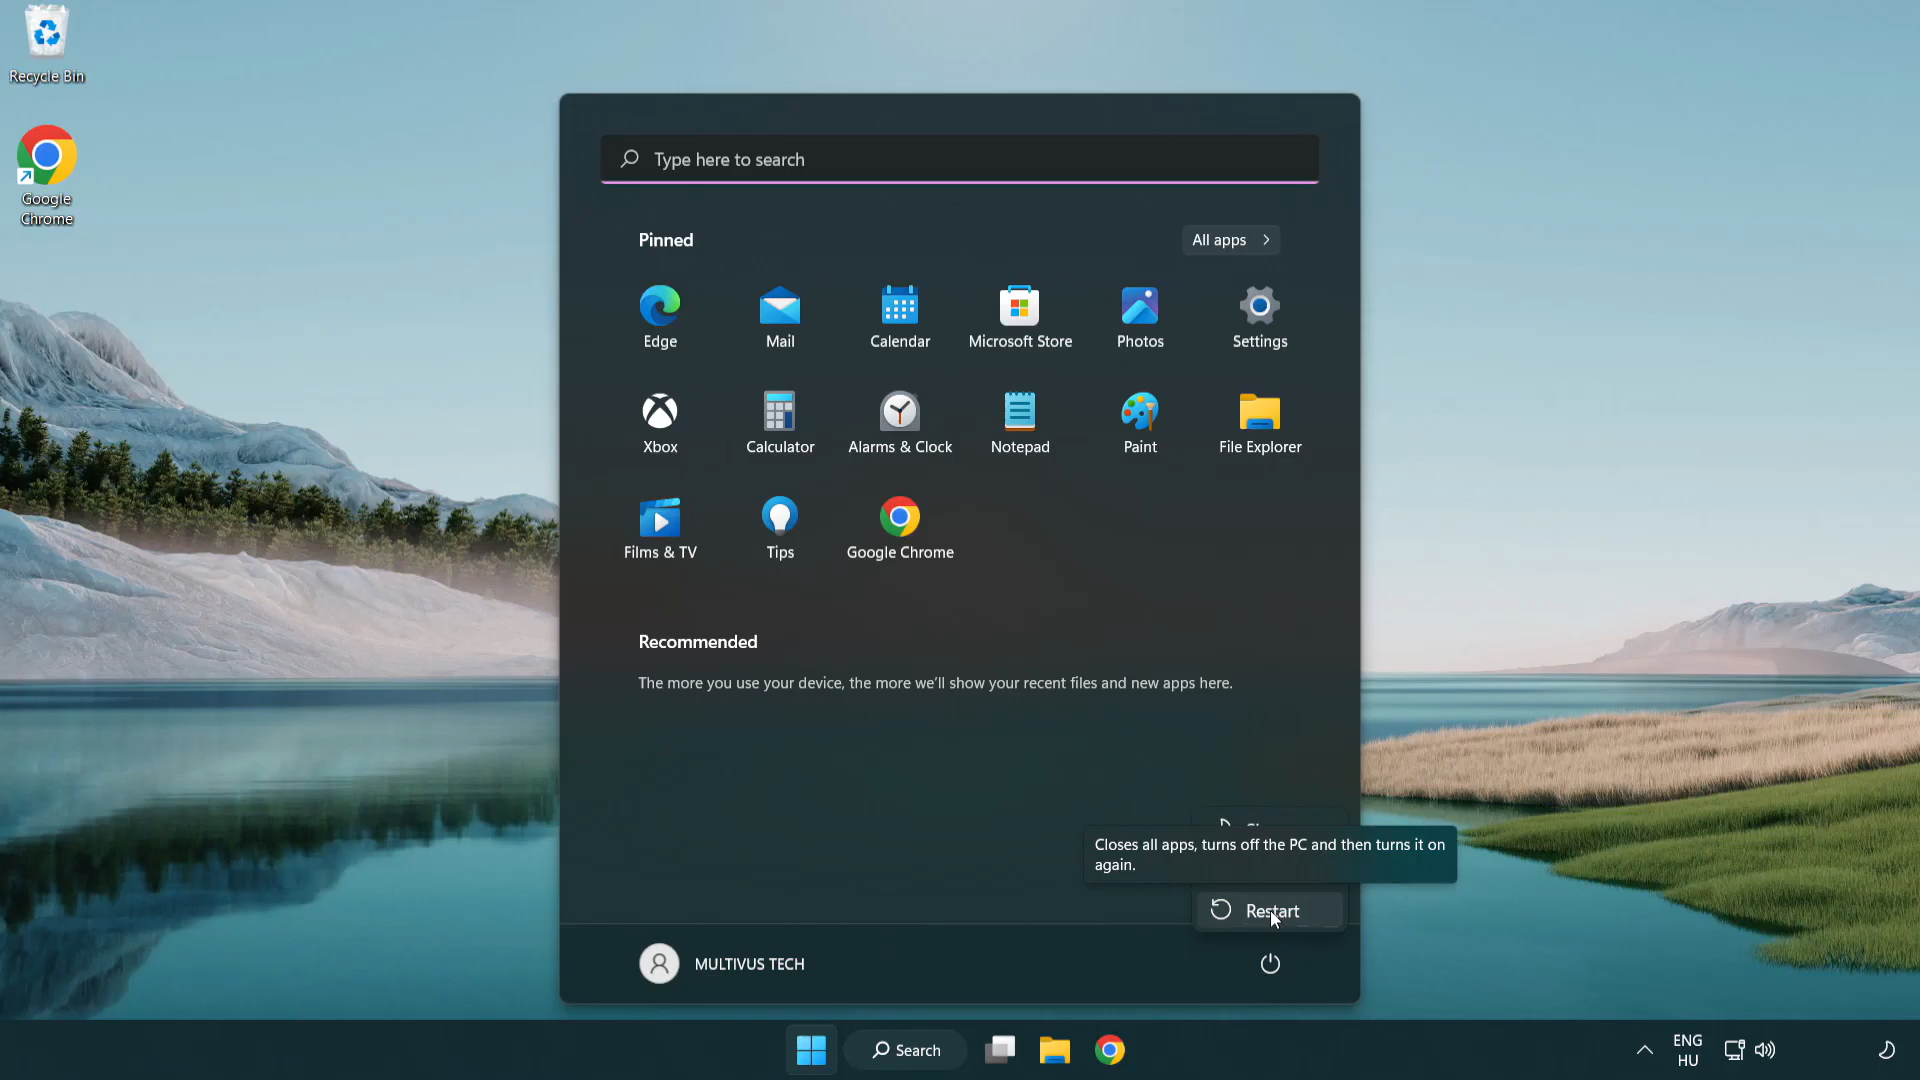 Recycle Bin
Google
Chrome
Type here to search
Pinned
All apps
Edge
Mail
Calendar
Microsoft Store
Photos
Settings
Xbox
Calculator
Alarms & Clock
Notepad
Paint
File Explorer
Films & TV
Tips
Google Chrome
Recommended
The more you use your device, the more we'll show your recent files and new apps here.
Closes all apps, turns off the PC and then turns it on
again.
Restart
MULTIVUS TECH
Search
ENG
HU